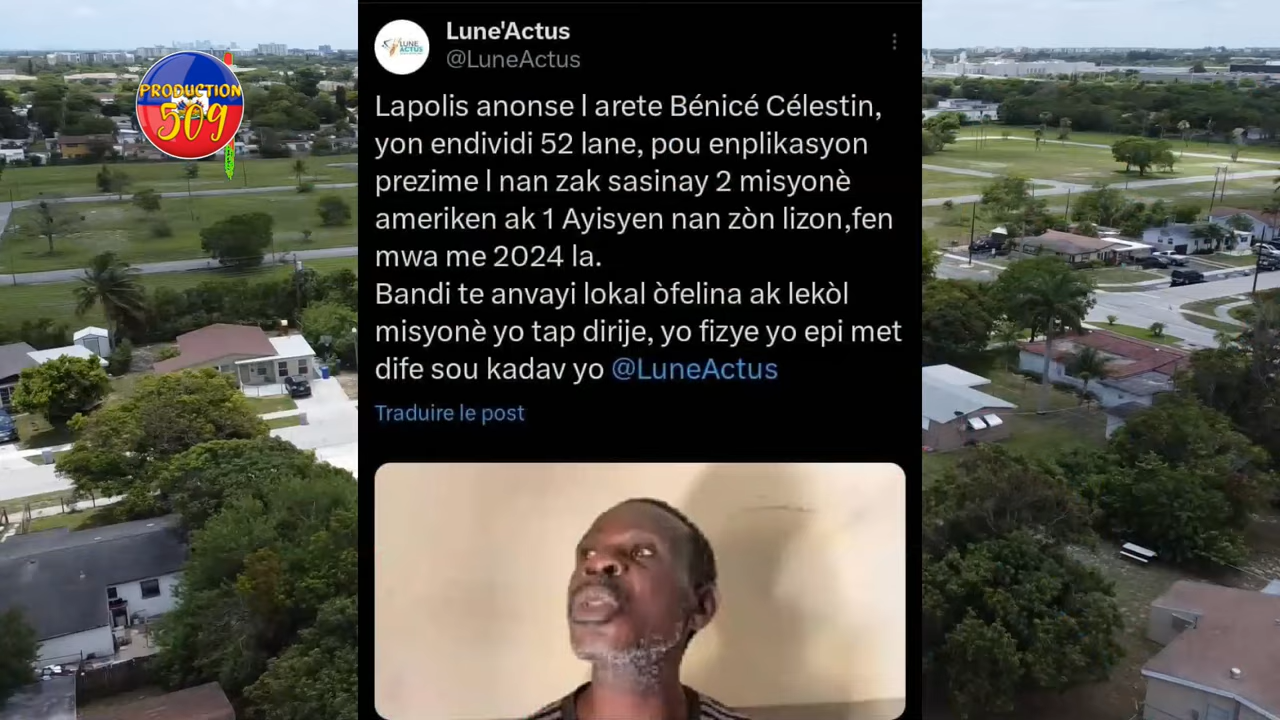 PRODUCTION
509
LUNE
ACTUS
Lune'Actus
@LuneActus
Lapolis anonse l arete Bénicé Célestin,
yon endividi 52 lane, pou enplikasyon
prezime l nan zak sasinay 2 misyonè
ameriken ak 1 Ayisyen nan zòn lizon,fen
mwa me 2024 la.
Bandi te anvayi lokal òfelina ak lekòl
misyonè yo tap dirije, yo fizye yo epi met
dife sou kadav yo @LuneActus
Traduire le post